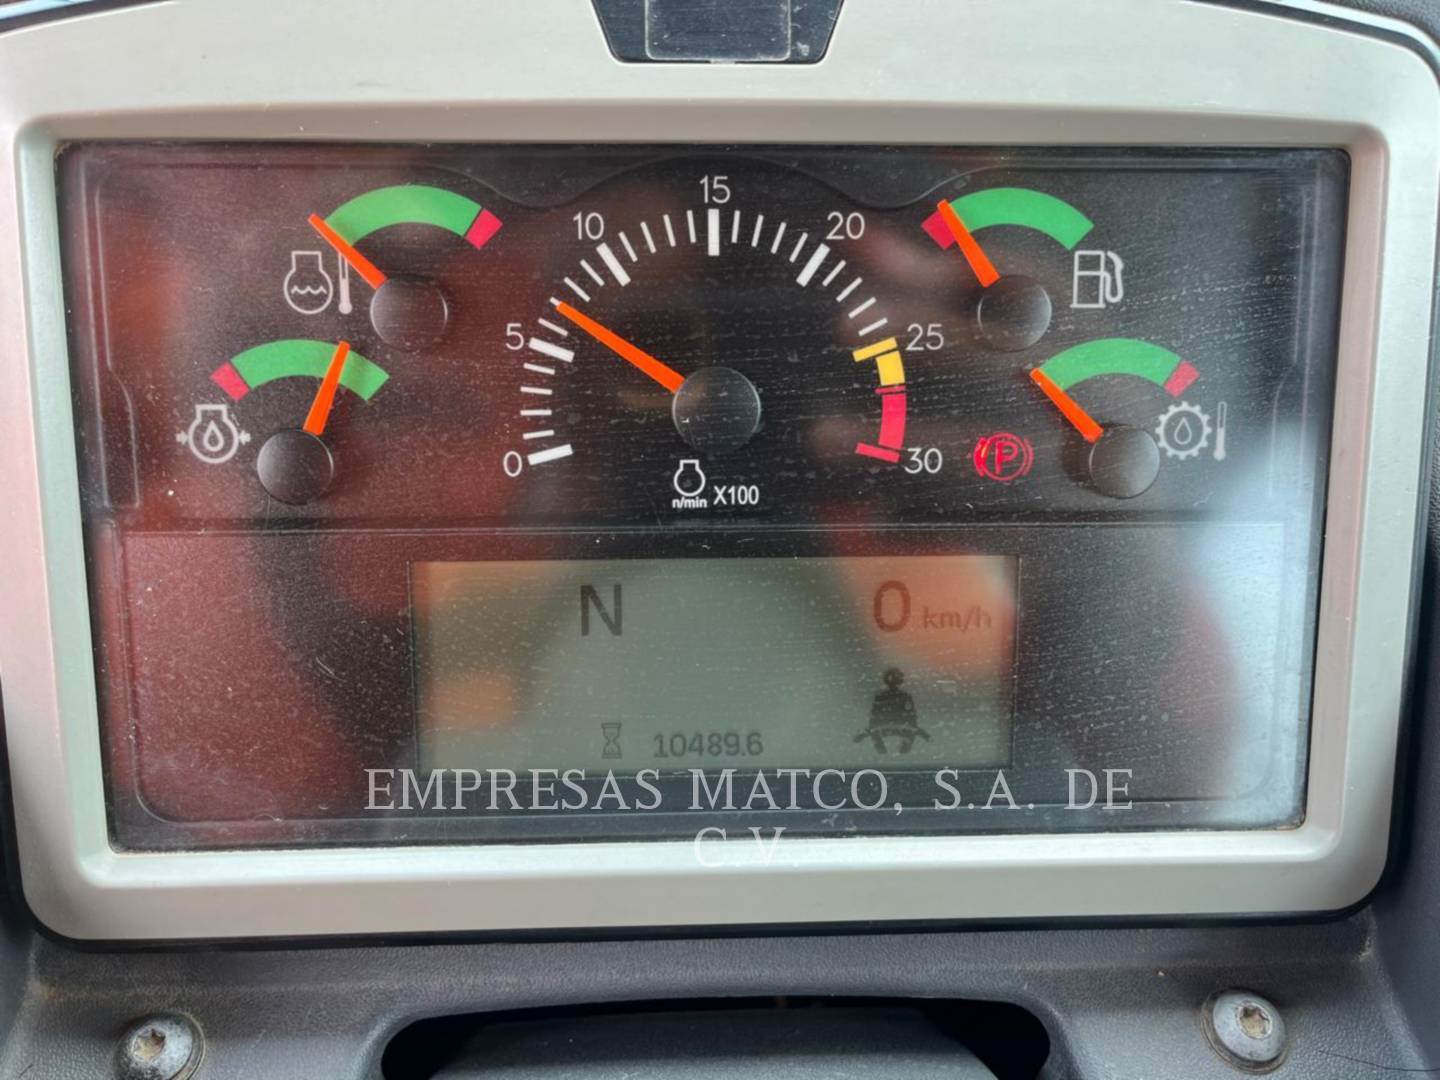 15
10
20
5
25
0
30
P
n/min X100
N
0 km/h
10489.6
EMPRESAS MATCO, S.A. DE
C.V